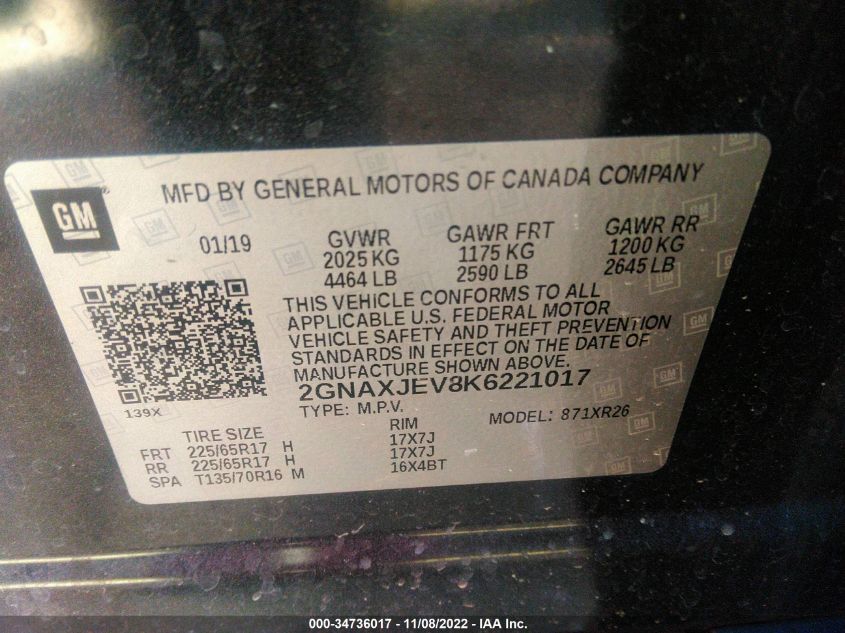 MFD BY GENERAL MOTORS OF CANADA COMPANY
GM
01/19
GVWR
2025 KG
4464 LB
GAWR FRT
1175 KG
2590 LB
GAWR RR
1200 KG
2645 LB
THIS VEHICLE CONFORMS TO ALL
APPLICABLE U.S. FEDERAL MOTOR
VEHICLE SAFETY AND THEFT PREVENTION
STANDARDS IN EFFECT ON THE DATE OF
MANUFACTURE SHOWN ABOVE.
2GNAXJEV8K6221017
139X
TYPE: M.P.V.
MODEL: 871XR26
TIRE SIZE RIM
FRT 225/65R17 H 17X7J
RR 225/65R17 H 17X7J
SPA T135/70R16 M 16X4BT
000-34736017 - 11/08/2022 - IAA Inc.